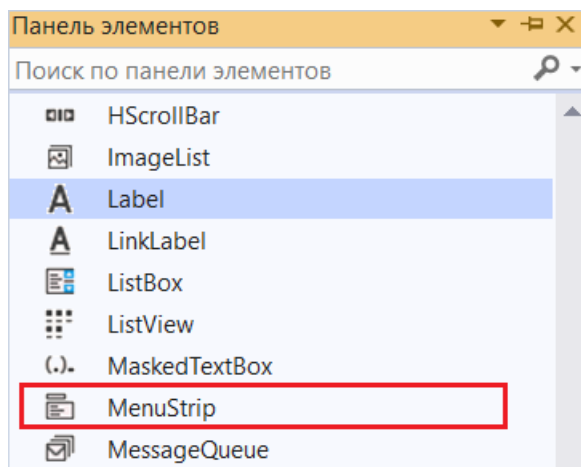 Панель элементов
Поиск по панели элементов
HScrollBar
ImageList
Label
LinkLabel
ListBox
ListView
MaskedTextBox
MenuStrip
MessageQueue